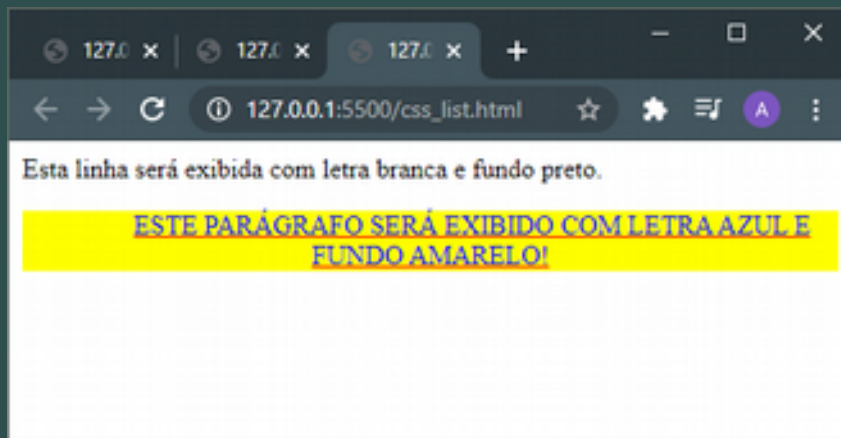 127.0
127.0
127.0
127.0.0.1:5500/css_list.html
A
Esta linha será exibida com letra branca e fundo preto.
ESTE PARÁGRAFO SERÁ EXIBIDO COM LETRA AZUL E
FUNDO AMARELO!